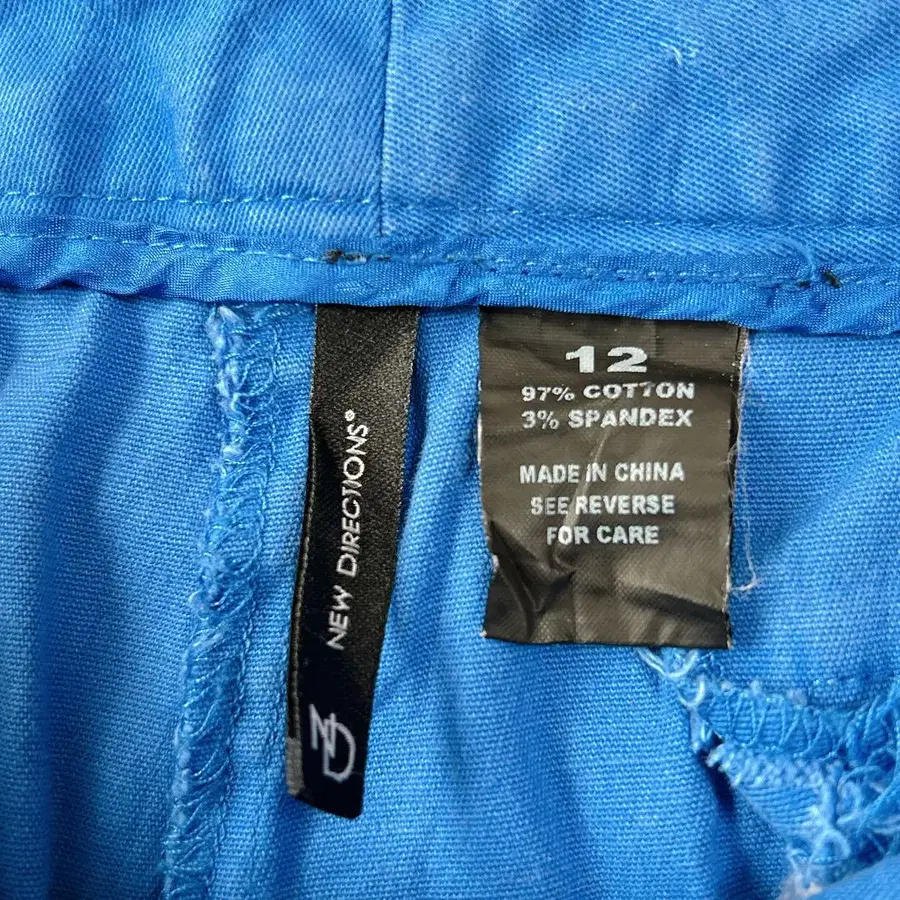 NEW DIRECTIONS®
ND
12
97% COTTON
3% SPANDEX
MADE IN CHINA
SEE REVERSE
FOR CARE